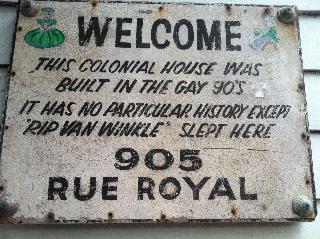 WELCOME
THIS COLONIAL HOUSE WAS
BUILT IN THE GAY 90'S
IT HAS NO PARTICULAR HISTORY EXCEPT
"RIP VAN WINKLE" SLEPT HERE
905
RUE ROYAL